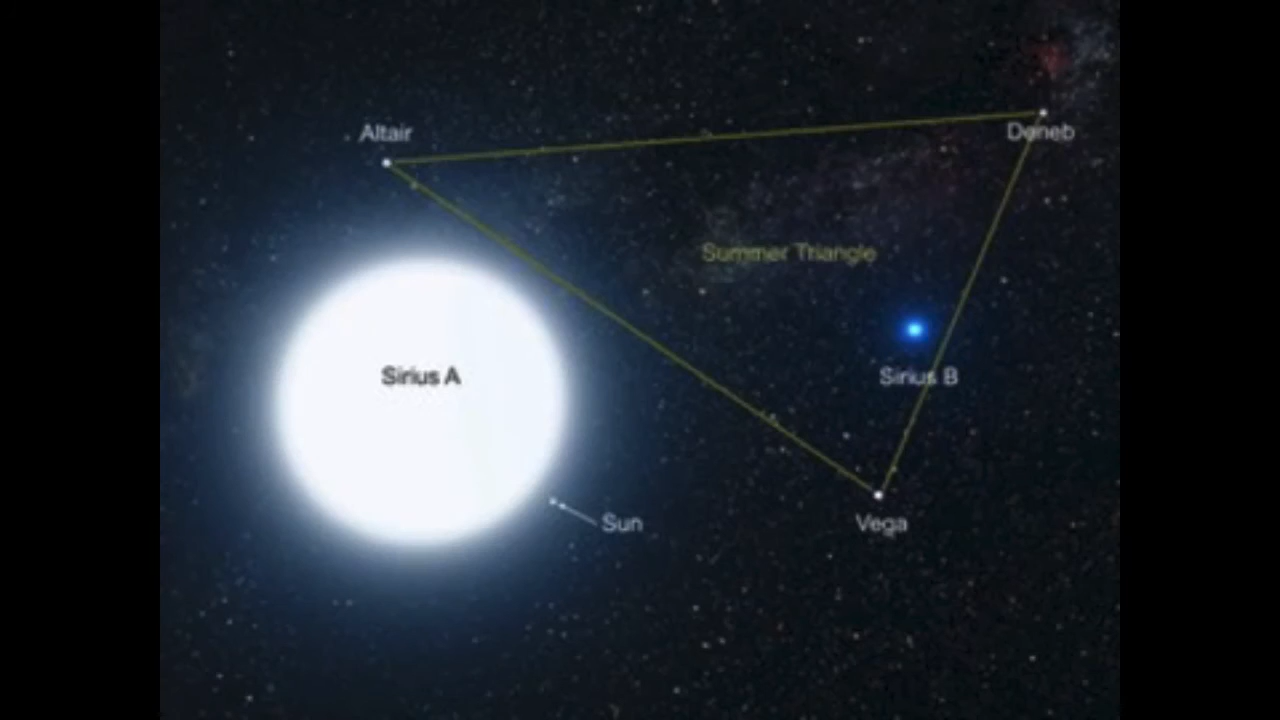 Altair
Deneb
Summer Triangle
Sirius A
Sirius B
Sun
Vega